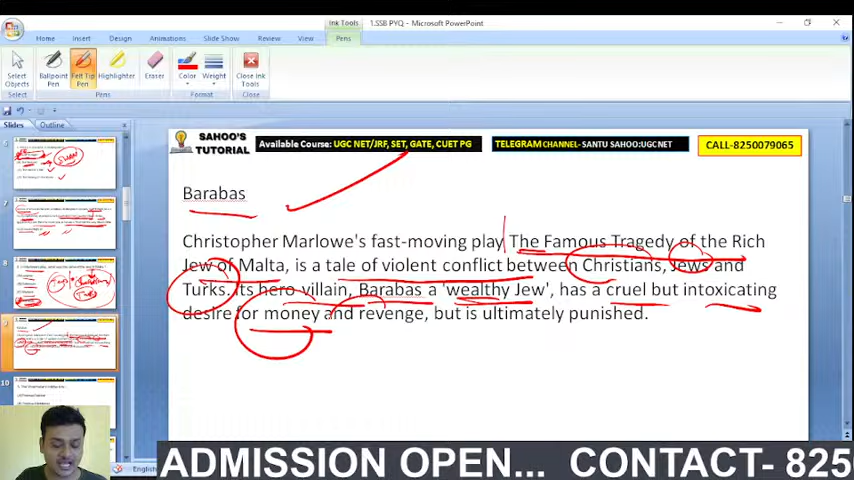 Ink Tools
1.SSB PYQ - Microsoft PowerPoint
Home Insert Design Animations Slide Show Review View Pens
Select Objects
Ballpoint Pen
Felt Tip Pen
Highlighter
Eraser
Color
Weight
Close Ink Tools
Select
Pens
Format
Close
Slides Outline
SAHOO'S TUTORIAL
Available Course: UGC NET/JRF, SET, GATE, CUET PG
TELEGRAM CHANNEL- SANTU SAHOO:UGC NET
CALL-8250079065
Barabas
Christopher Marlowe's fast-moving play The Famous Tragedy of the Rich
Jew of Malta, is a tale of violent conflict between Christians, Jews and
Turks. Its hero villain, Barabas a 'wealthy Jew', has a cruel but intoxicating
desire for money and revenge, but is ultimately punished.
7
8
9
10
English
ADMISSION OPEN... CONTACT- 825